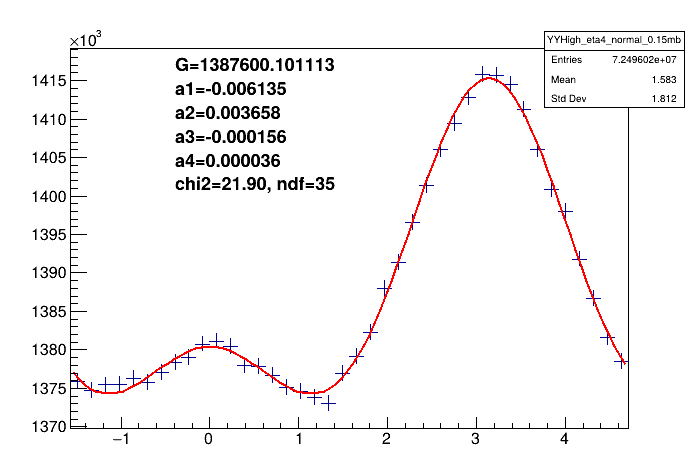 ×10³
YYHigh_eta4_normal_0.15mb
Entries 7.249602e+07
Mean 1.583
Std Dev 1.812
G=1387600.101113
a1=-0.006135
a2=0.003658
a3=-0.000156
a4=0.000036
chi2=21.90, ndf=35
1415
1410
1405
1400
1395
1390
1385
1380
1375
1370
−1 0 1 2 3 4